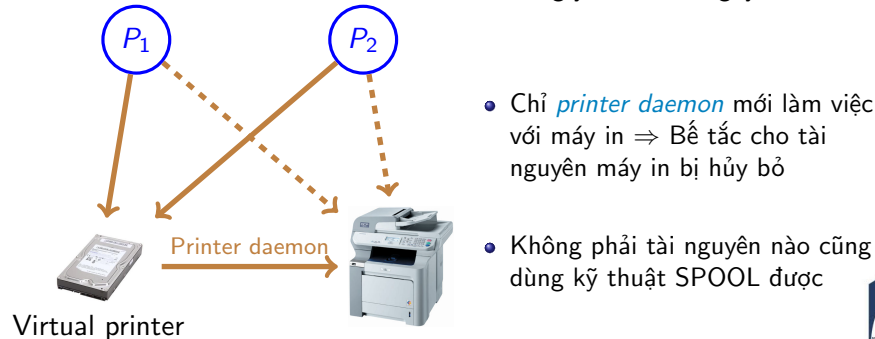 P1
P2
Printer daemon
Virtual printer
Chỉ printer daemon mới làm việc
với máy in ⇒ Bế tắc cho tài
nguyên máy in bị hủy bỏ
Không phải tài nguyên nào cũng
dùng kỹ thuật SPOOL được